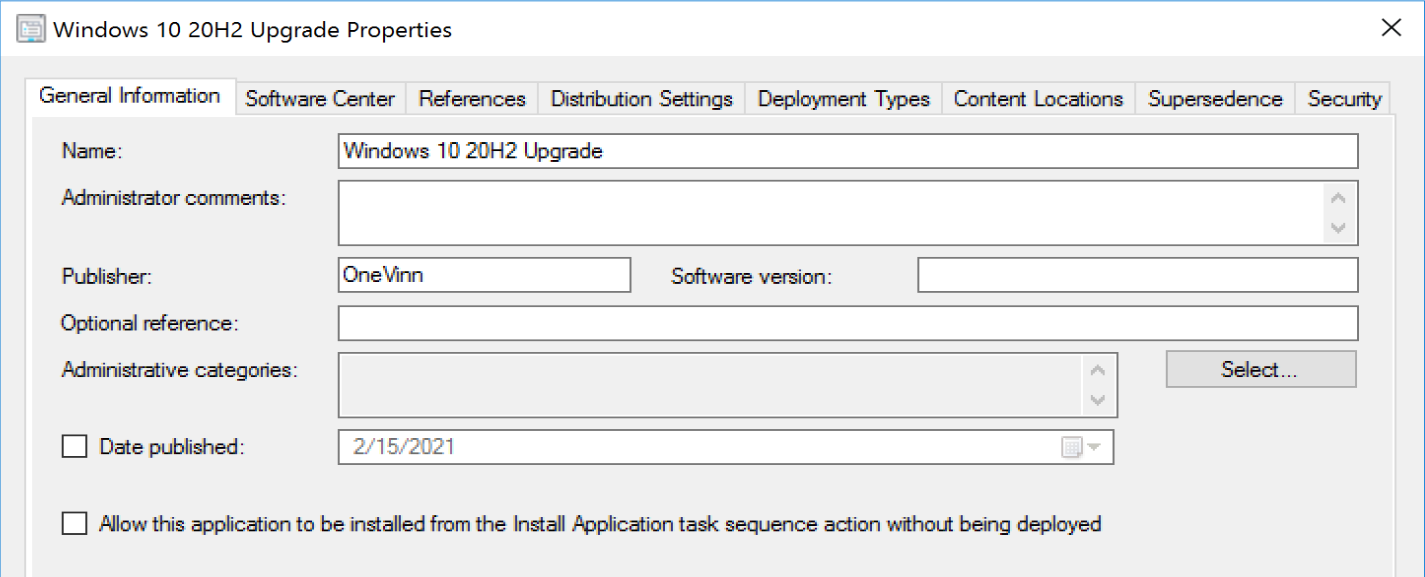 Windows 10 20H2 Upgrade Properties
General Information Software Center References Distribution Settings Deployment Types Content Locations Supersedence Security
Name: Windows 10 20H2 Upgrade
Administrator comments:
Publisher: OneVinn Software version:
Optional reference:
Administrative categories: Select...
Date published: 2/15/2021
Allow this application to be installed from the Install Application task sequence action without being deployed